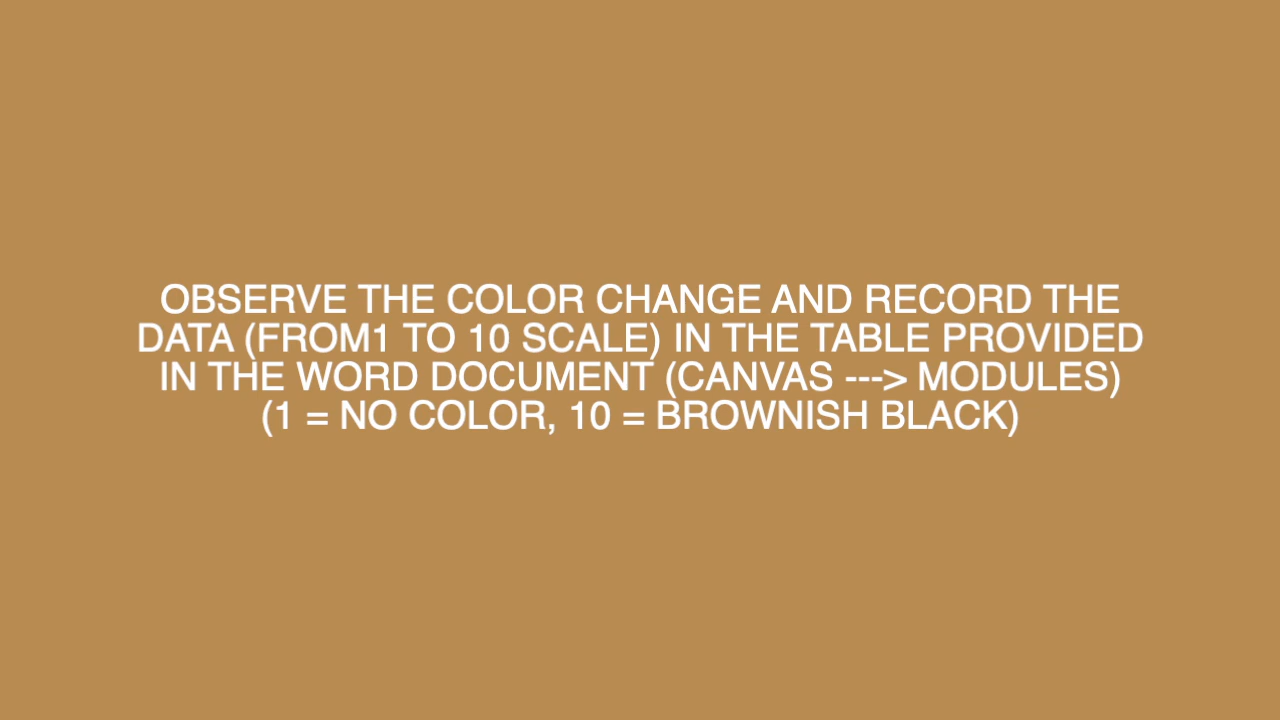 OBSERVE THE COLOR CHANGE AND RECORD THE
DATA (FROM1 TO 10 SCALE) IN THE TABLE PROVIDED
IN THE WORD DOCUMENT (CANVAS ---> MODULES)
(1 = NO COLOR, 10 = BROWNISH BLACK)